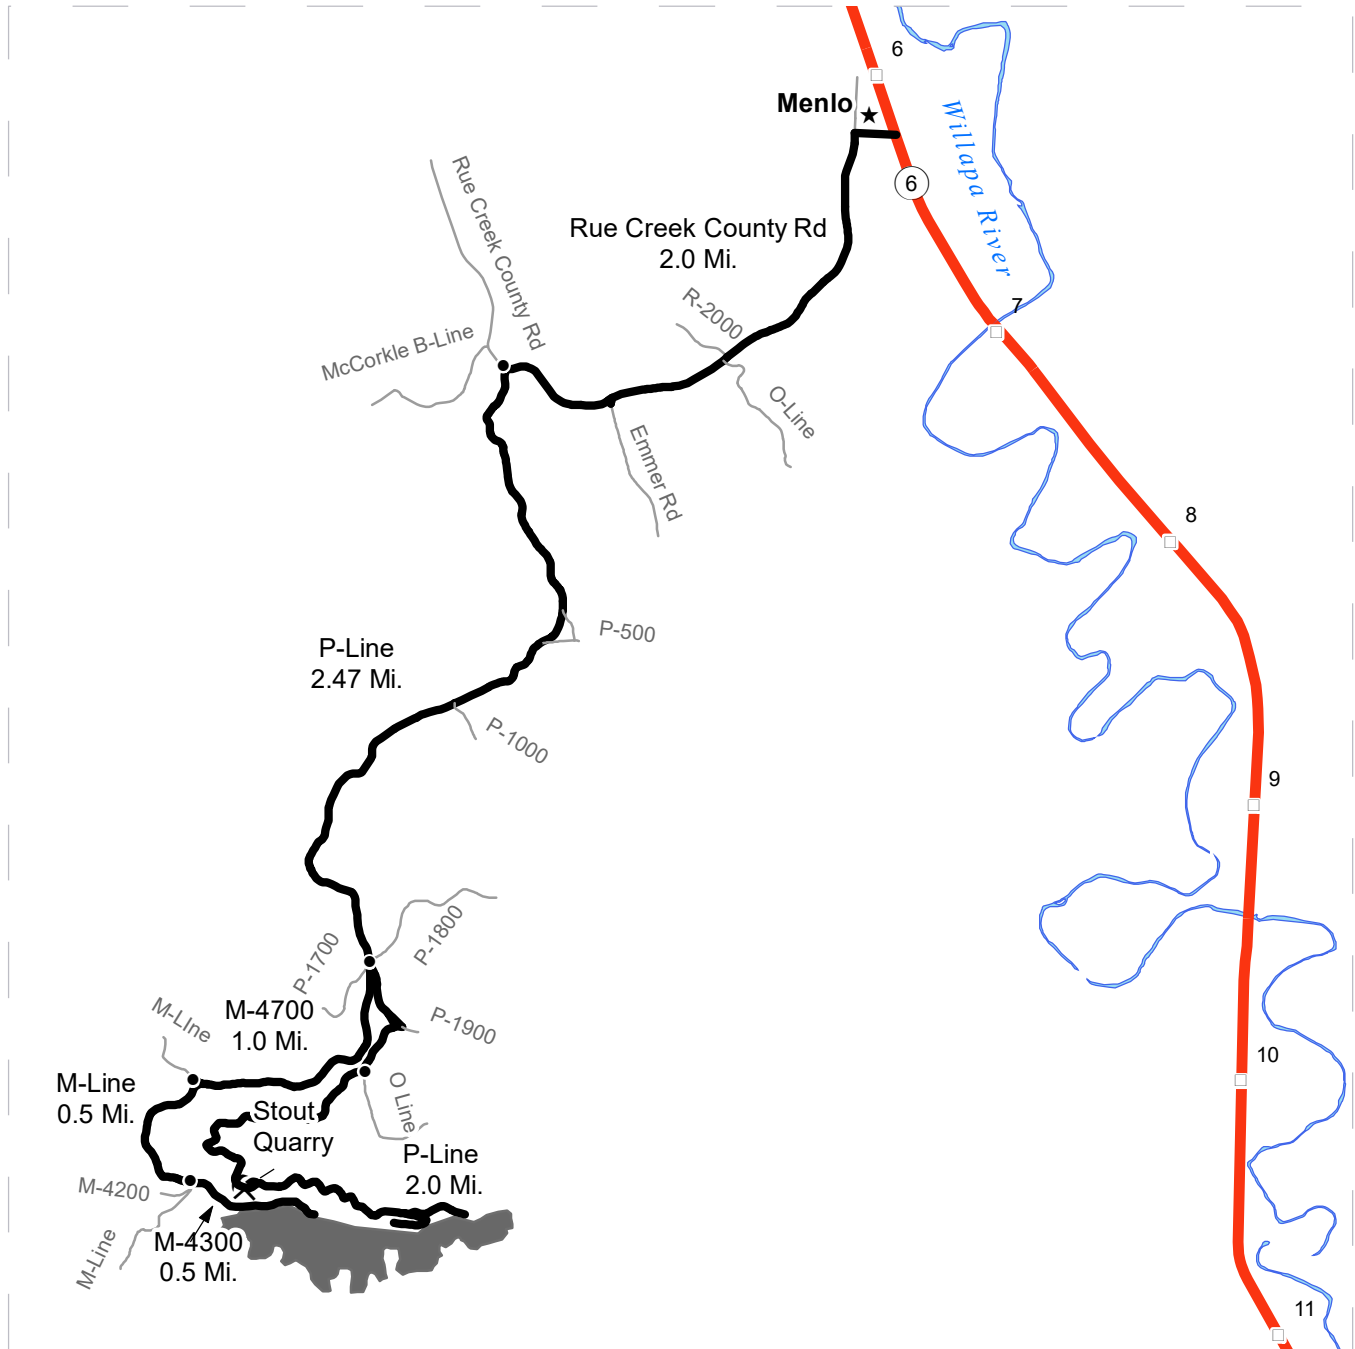 6
Menlo
6
Willapa River
Rue Creek County Rd
Rue Creek County Rd
2.0 Mi.
R-2000
7
McCorkle B-Line
O-Line
Emmer Rd
8
P-500
P-Line
2.47 Mi.
P-1000
9
P-1800
P-1700
M-LIne
M-4700
1.0 Mi.
P-1900
10
M-Line
0.5 Mi.
O Line
Stout
Quarry
P-Line
2.0 Mi.
M-4200
M-Line
M-4300
0.5 Mi.
11